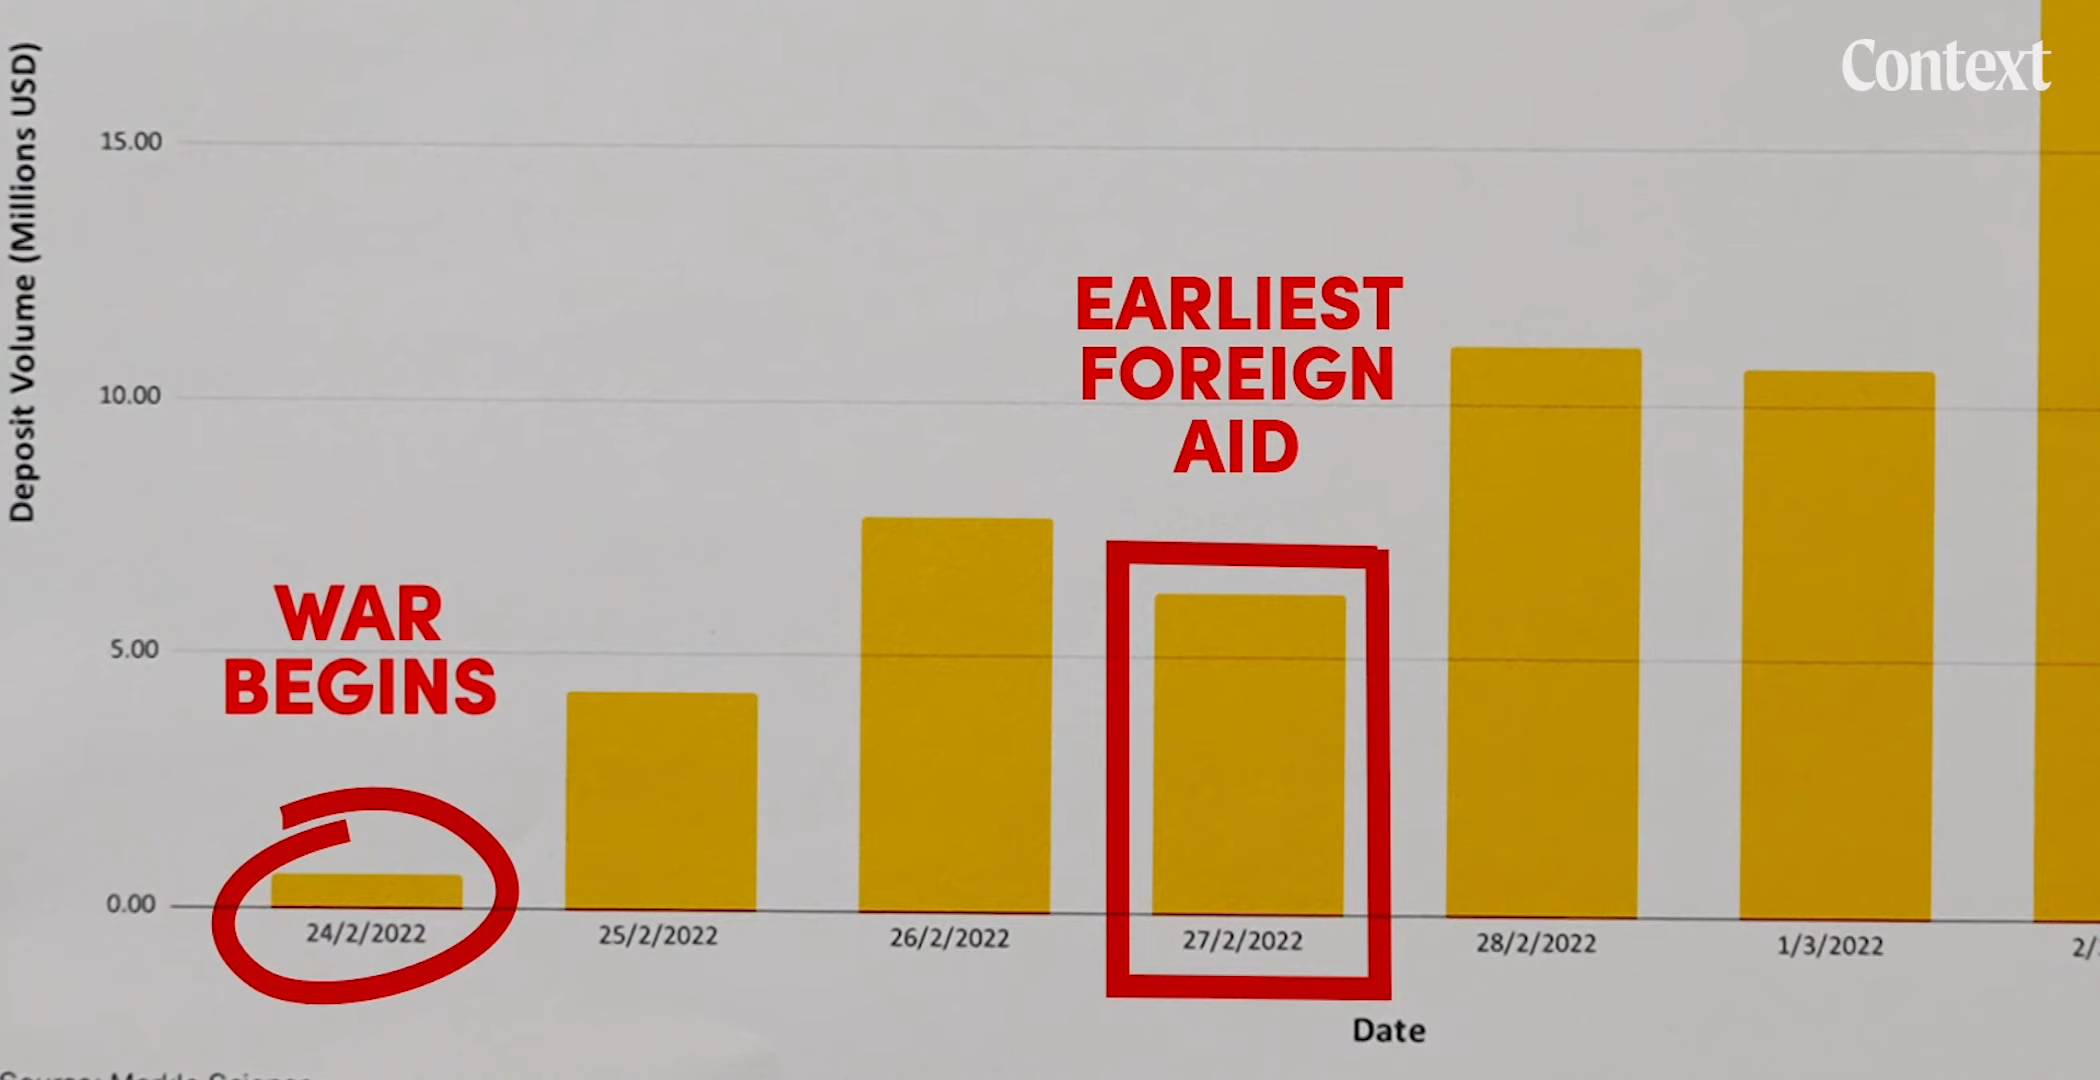 Context
Deposit Volume (Millions USD)
15.00
10.00
5.00
0.00
EARLIEST
FOREIGN
AID
WAR
BEGINS
24/2/2022
25/2/2022
26/2/2022
27/2/2022
28/2/2022
1/3/2022
2/
Date